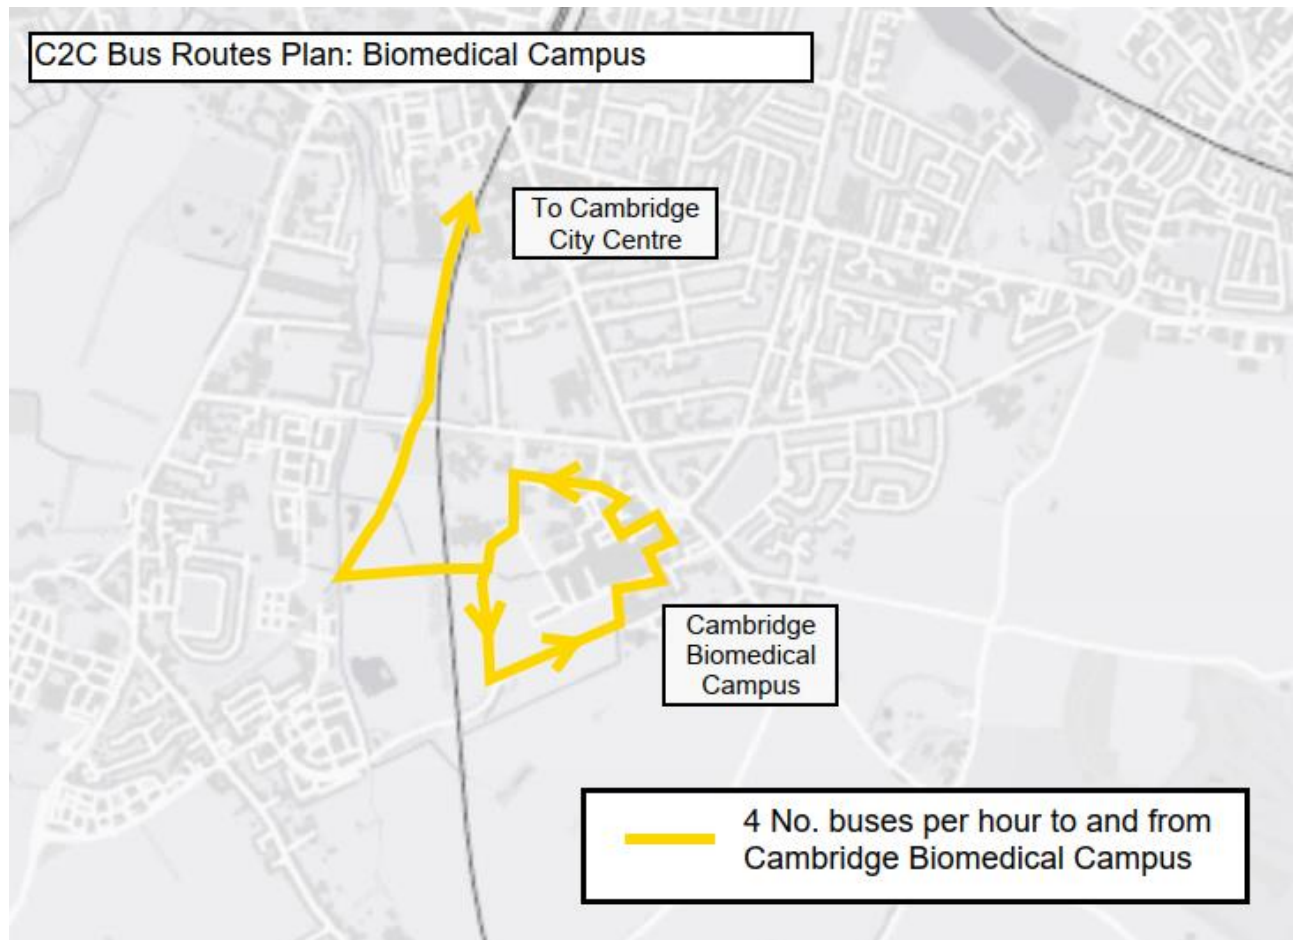 C2C Bus Routes Plan: Biomedical Campus
To Cambridge
City Centre
Cambridge
Biomedical
Campus
4 No. buses per hour to and from
Cambridge Biomedical Campus